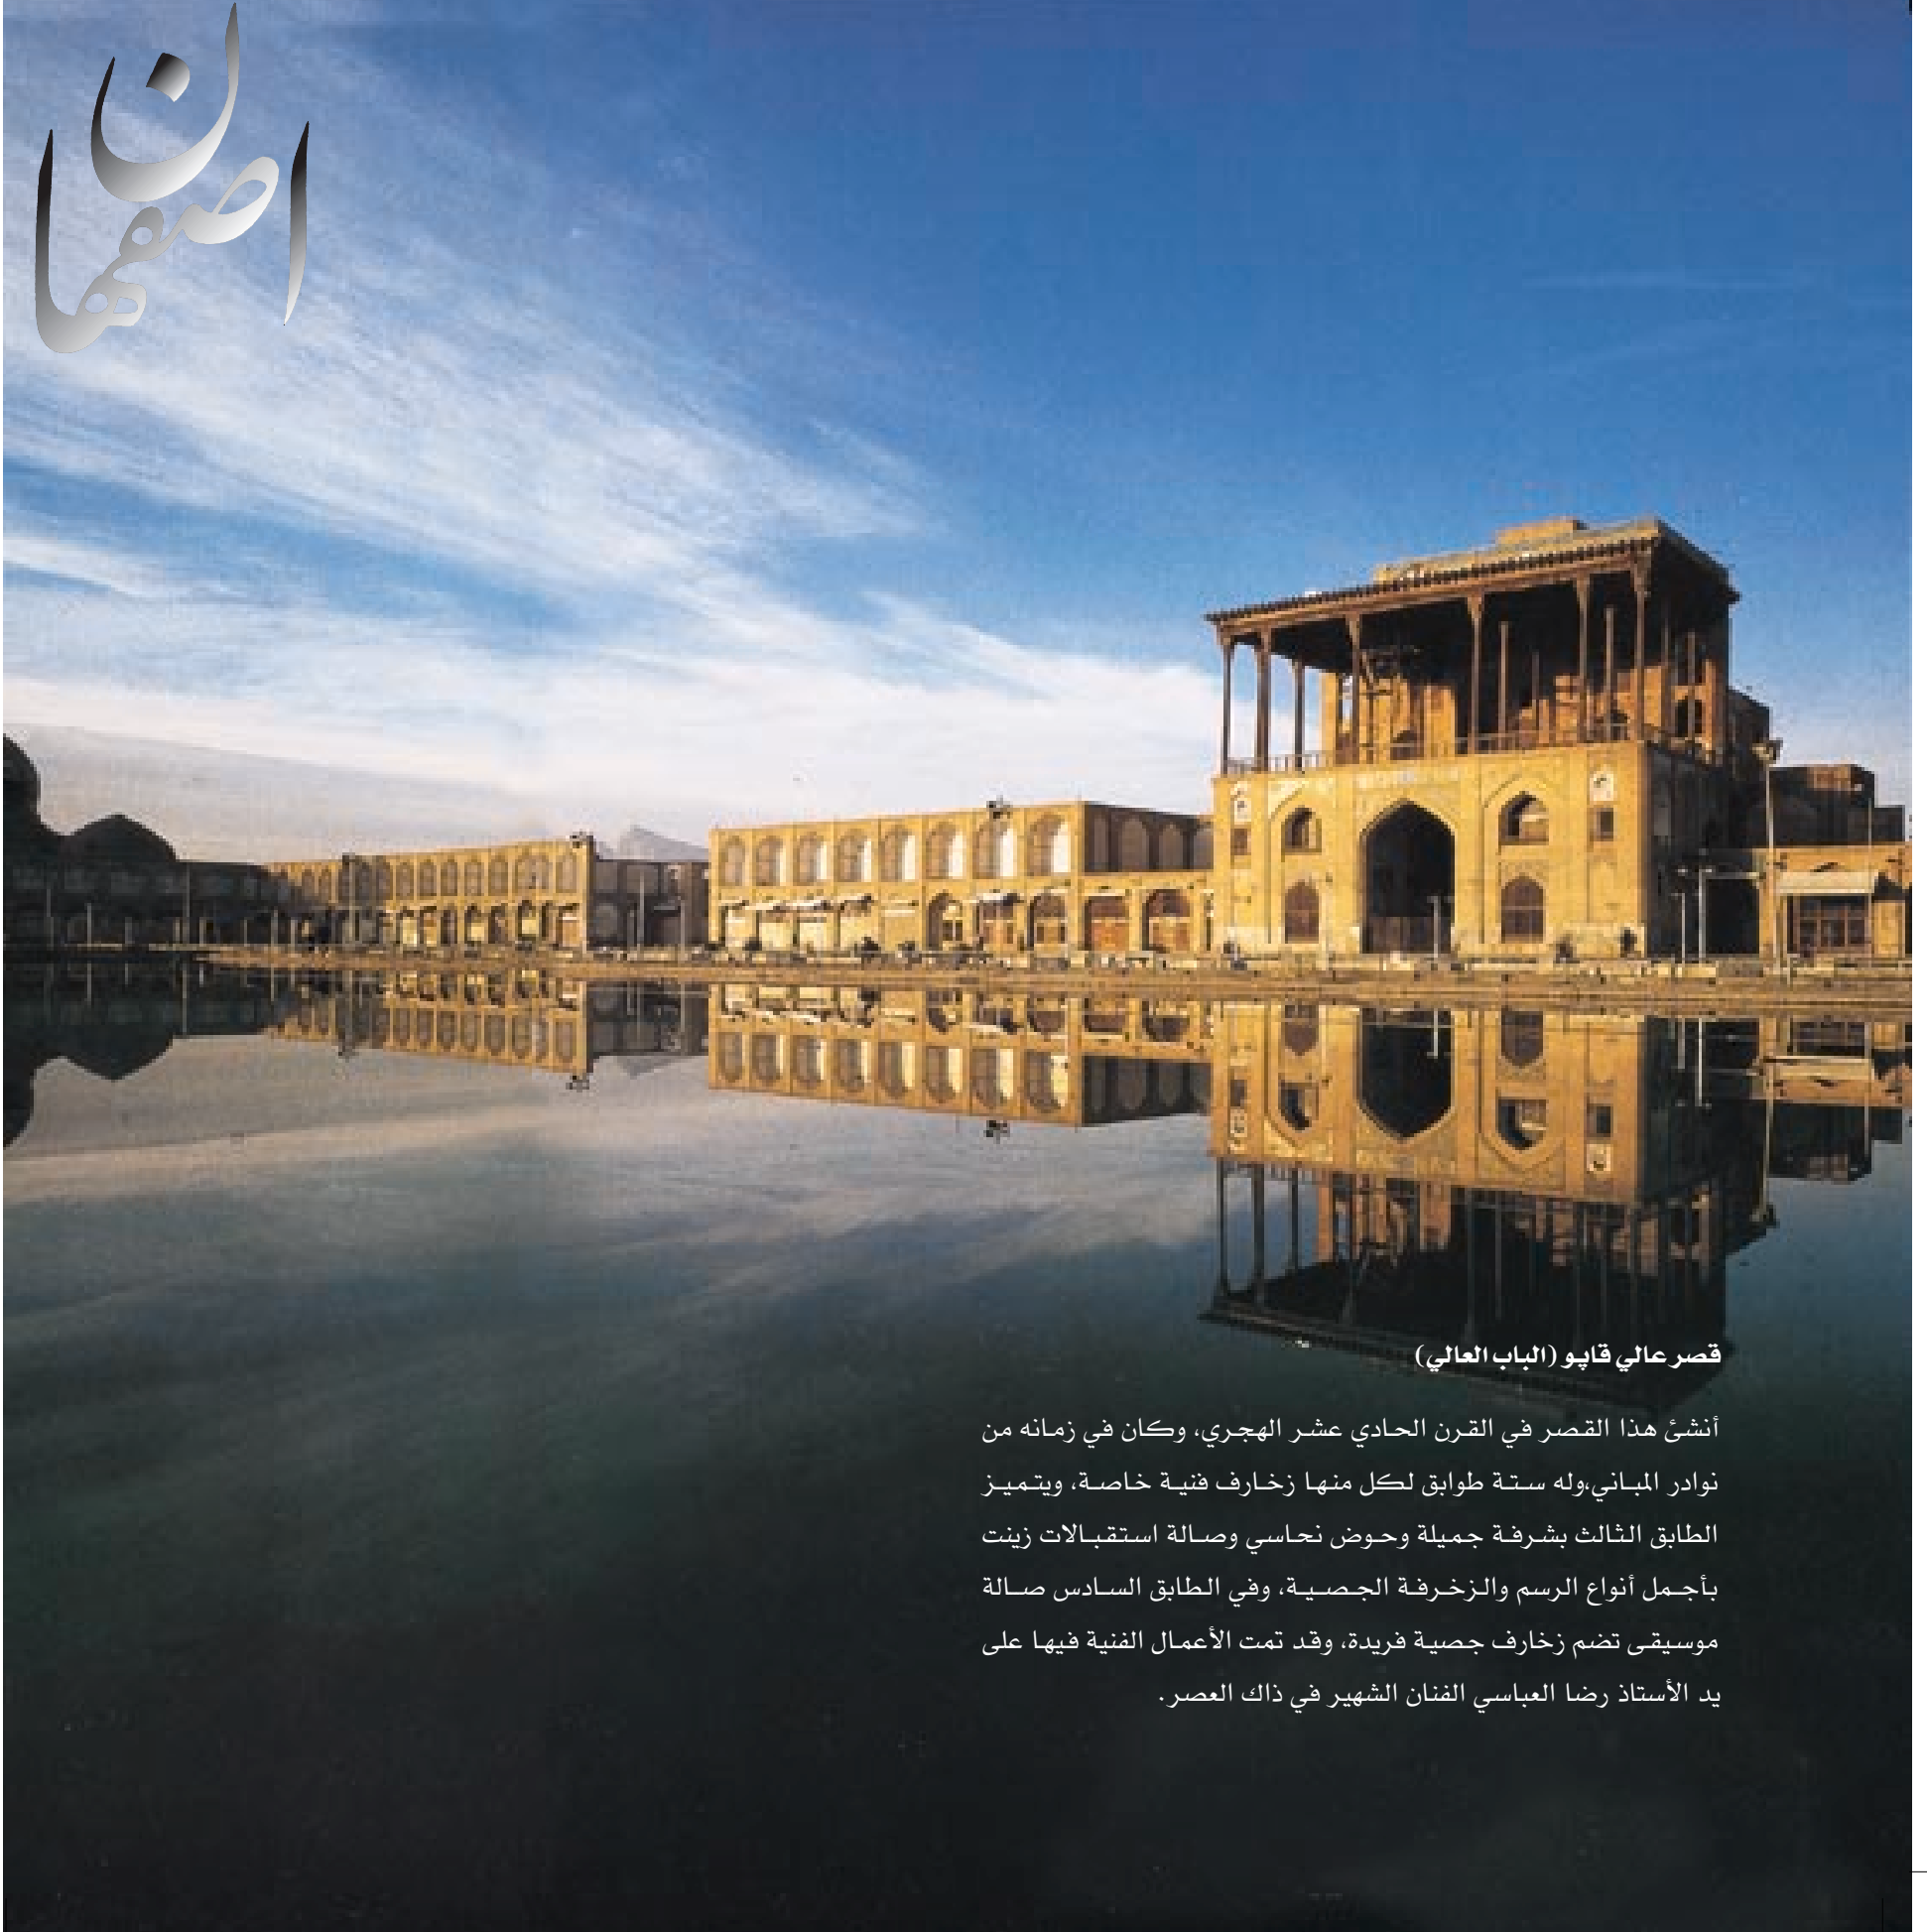 اصفهان
قصر عالي قاپو (الباب العالي)
أنشئ هذا القصر في القرن الحادي عشر الهجري، وكان في زمانه من
نوادر المباني،وله ستة طوابق لكل منها زخارف فنية خاصة، ويتميز
الطابق الثالث بشرفة جميلة وحوض نحاسي وصالة استقبالات زينت
بأجمل أنواع الرسم والزخرفة الجصية، وفي الطابق السادس صالة
موسيقى تضم زخارف جصية فريدة، وقد تمت الأعمال الفنية فيها على
يد الأستاذ رضا العباسي الفنان الشهير في ذاك العصر.